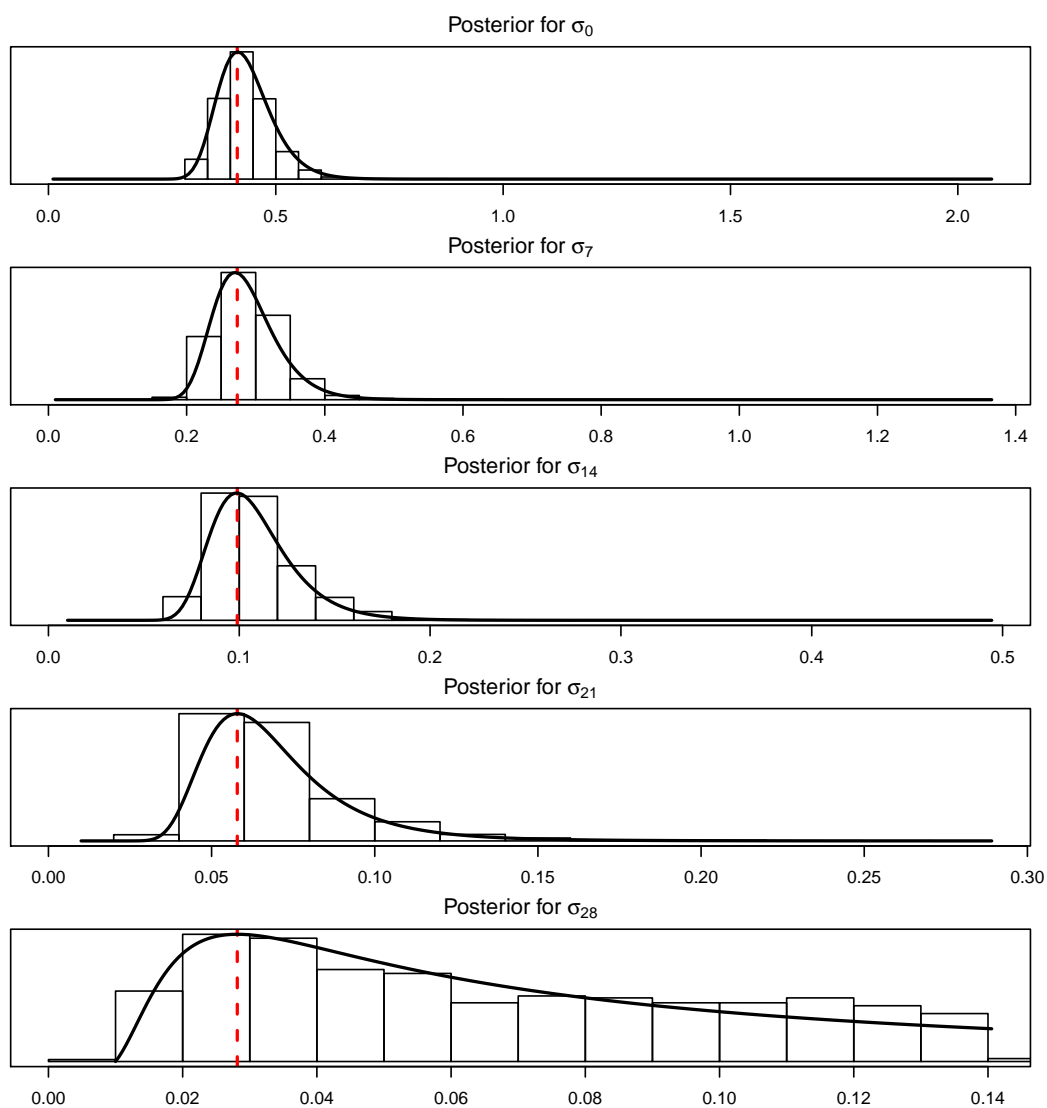 Posterior for σ0
0.0 0.5 1.0 1.5 2.0
Posterior for σ7
0.0 0.2 0.4 0.6 0.8 1.0 1.2 1.4
Posterior for σ14
0.0 0.1 0.2 0.3 0.4 0.5
Posterior for σ21
0.00 0.05 0.10 0.15 0.20 0.25 0.30
Posterior for σ28
0.00 0.02 0.04 0.06 0.08 0.10 0.12 0.14